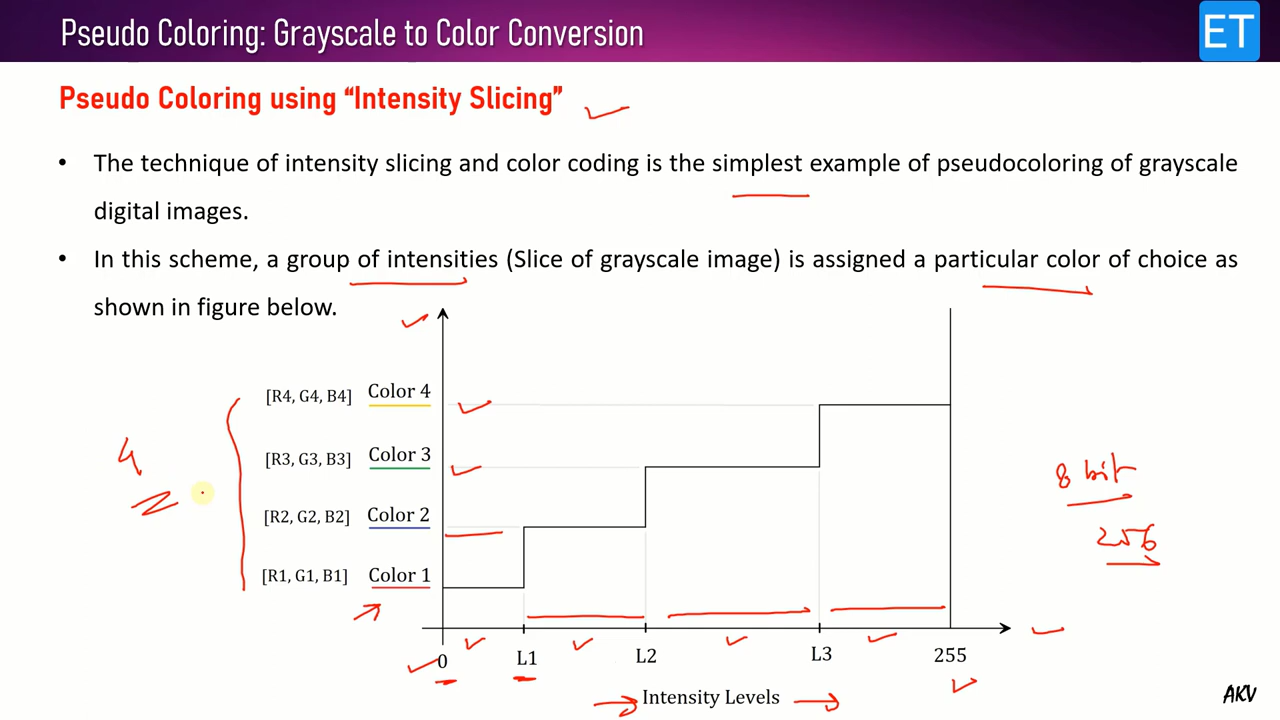 Pseudo Coloring: Grayscale to Color Conversion
ET
Pseudo Coloring using “Intensity Slicing”
• The technique of intensity slicing and color coding is the simplest example of pseudocoloring of grayscale
digital images.
• In this scheme, a group of intensities (Slice of grayscale image) is assigned a particular color of choice as
shown in figure below.
[R4, G4, B4] Color 4
[R3, G3, B3] Color 3
[R2, G2, B2] Color 2
[R1, G1, B1] Color 1
4
8 bit
256
0 L1 L2 L3 255
Intensity Levels
AKV